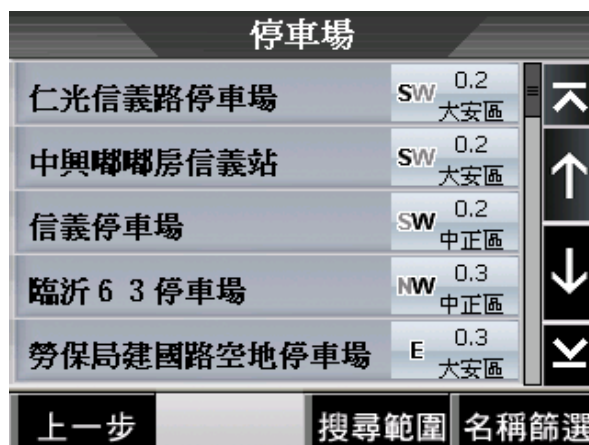 停車場
仁光信義路停車場 SW 0.2 大安區
中興嘟嘟房信義站 SW 0.2 大安區
信義停車場 SW 0.2 中正區
臨沂６３停車場 NW 0.3 中正區
勞保局建國路空地停車場 E 0.3 大安區
上一步 搜尋範圍 名稱篩選